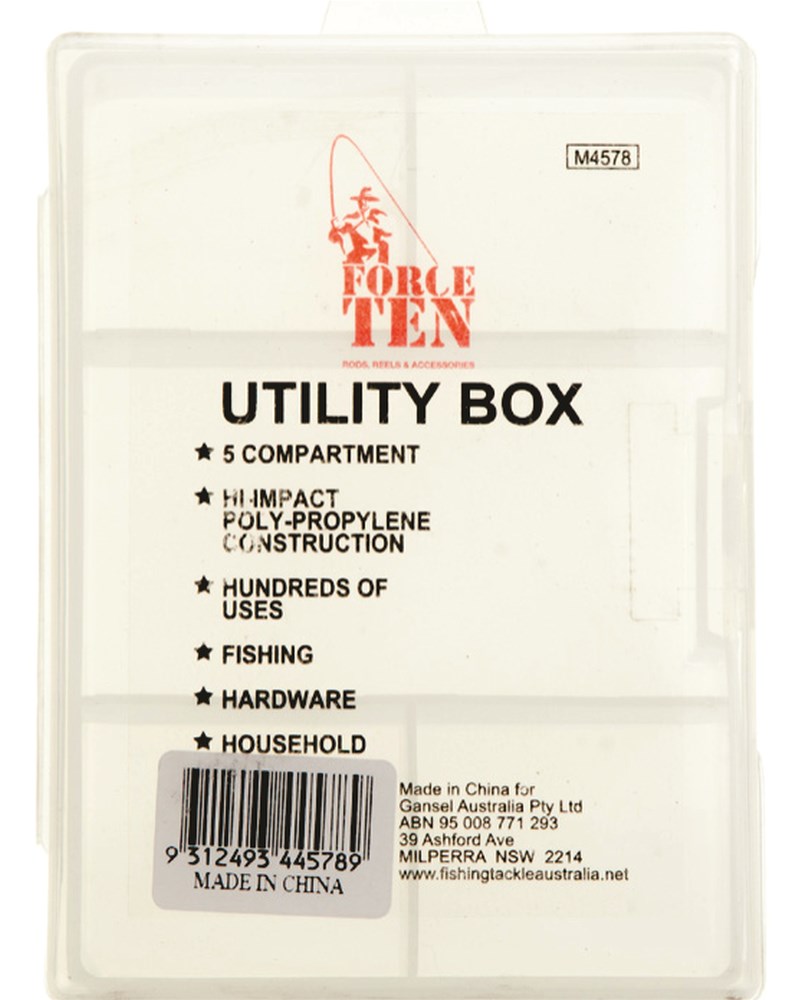 M4578
FORCE
TEN
RODS, REELS & ACCESSORIES
UTILITY BOX
★ 5 COMPARTMENT
★ HI-IMPACT
POLY-PROPYLENE
CONSTRUCTION
★ HUNDREDS OF
USES
★ FISHING
★ HARDWARE
★ HOUSEHOLD
9 312493 445789
MADE IN CHINA
Made in China for
Gansel Australia Pty Ltd
ABN 95 008 771 293
39 Ashford Ave
MILPERRA NSW 2214
www.fishingtackleaustralia.net